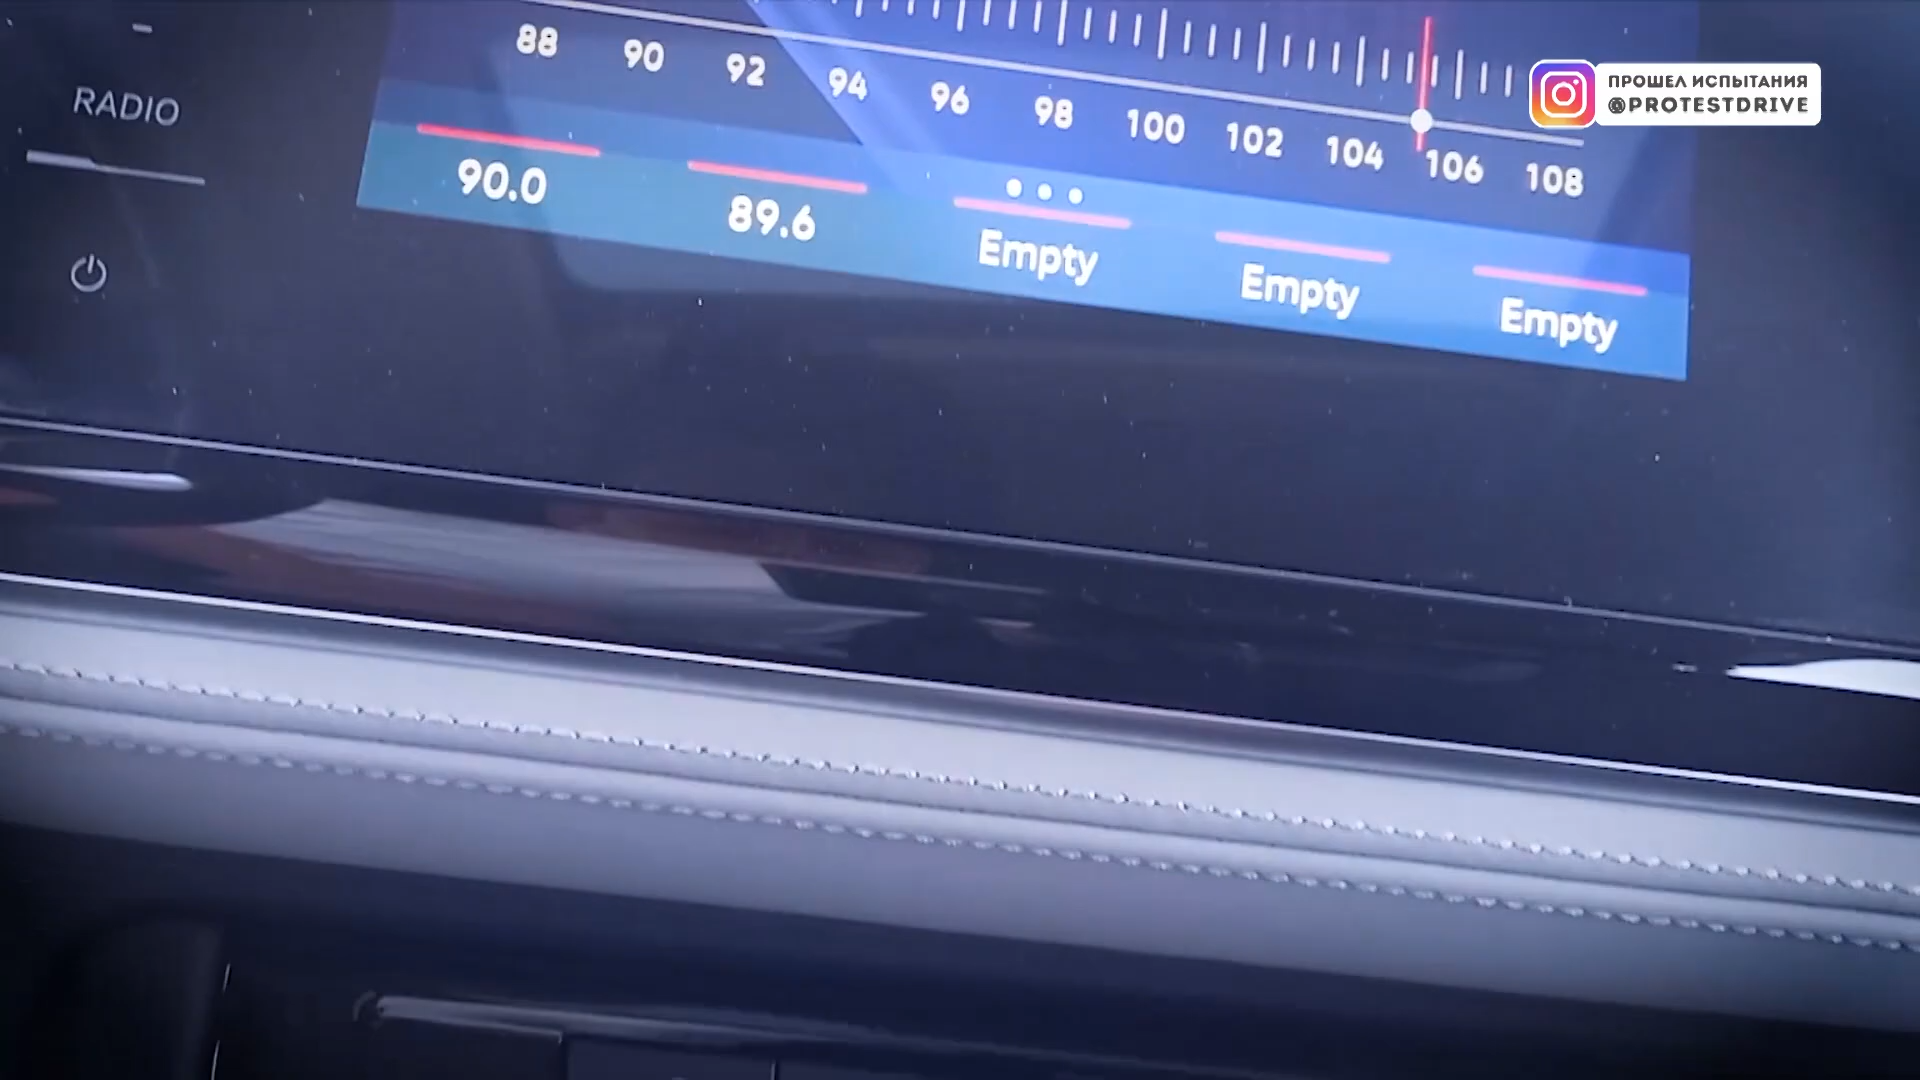 88 90 92 94 96 98 100 102 104 106 108
RADIO
90.0 89.6 Empty Empty Empty
ПРОШЕЛ ИСПЫТАНИЯ
@PROTESTDRIVE